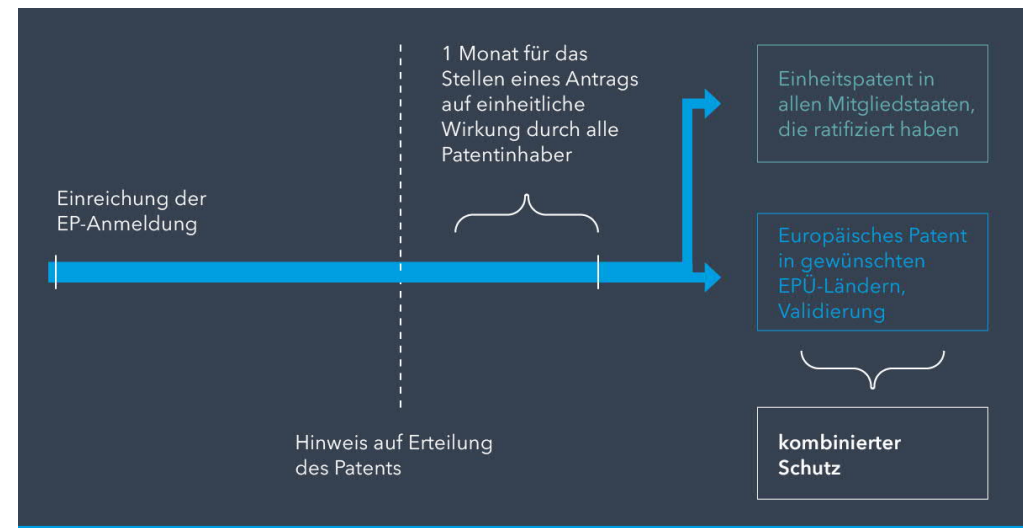 1 Monat für das
Stellen eines Antrags
auf einheitliche
Wirkung durch alle
Patentinhaber
Einheitspatent in
allen Mitgliedstaaten,
die ratifiziert haben
Einreichung der
EP-Anmeldung
Europäisches Patent
in gewünschten
EPÜ-Ländern,
Validierung
Hinweis auf Erteilung
des Patents
kombinierter
Schutz